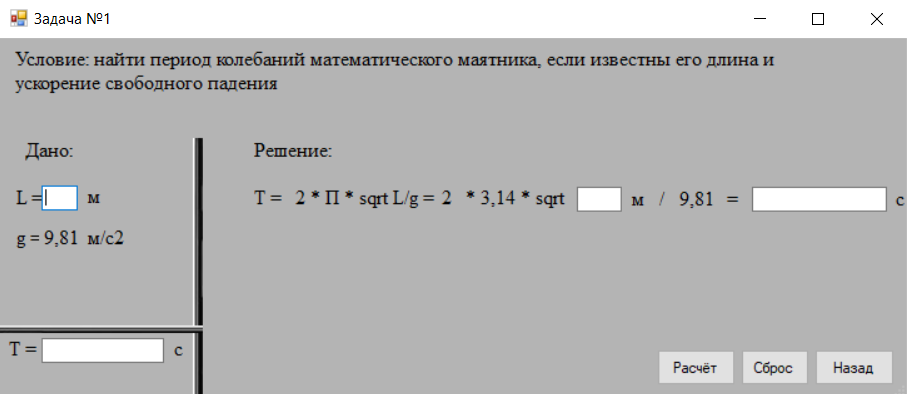 Задача №1
Условие: найти период колебаний математического маятника, если известны его длина и
ускорение свободного падения
Дано:
Решение:
L = м
T = 2 * П * sqrt L/g = 2 * 3,14 * sqrt м / 9,81 = с
g = 9,81 м/с2
T = с
Расчёт Сброс Назад